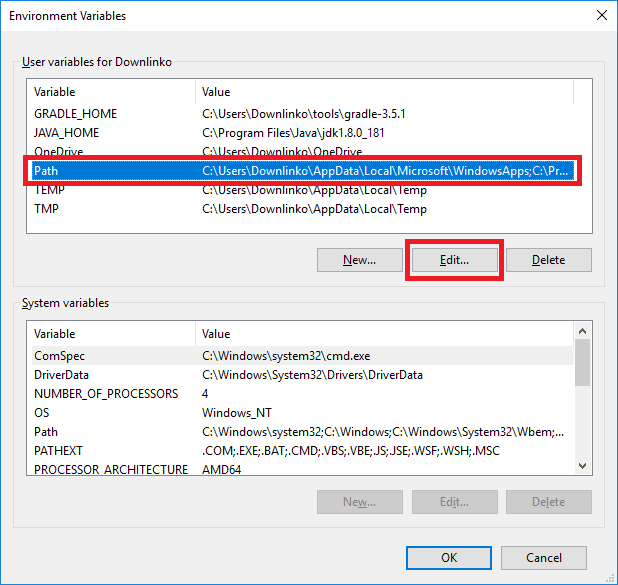 Environment Variables
User variables for Downlinko
Variable Value
GRADLE_HOME C:\Users\Downlinko\tools\gradle-3.5.1
JAVA_HOME C:\Program Files\Java\jdk1.8.0_181
OneDrive C:\Users\Downlinko\OneDrive
Path C:\Users\Downlinko\AppData\Local\Microsoft\WindowsApps;C:\Pr...
TEMP C:\Users\Downlinko\AppData\Local\Temp
TMP C:\Users\Downlinko\AppData\Local\Temp
New... Edit... Delete
System variables
Variable Value
ComSpec C:\Windows\system32\cmd.exe
DriverData C:\Windows\System32\Drivers\DriverData
NUMBER_OF_PROCESSORS 4
OS Windows_NT
Path C:\Windows\system32;C:\Windows;C:\Windows\System32\Wbem;...
PATHEXT .COM;.EXE;.BAT;.CMD;.VBS;.VBE;.JS;.JSE;.WSF;.WSH;.MSC
PROCESSOR_ARCHITECTURE AMD64
New... Edit... Delete
OK Cancel